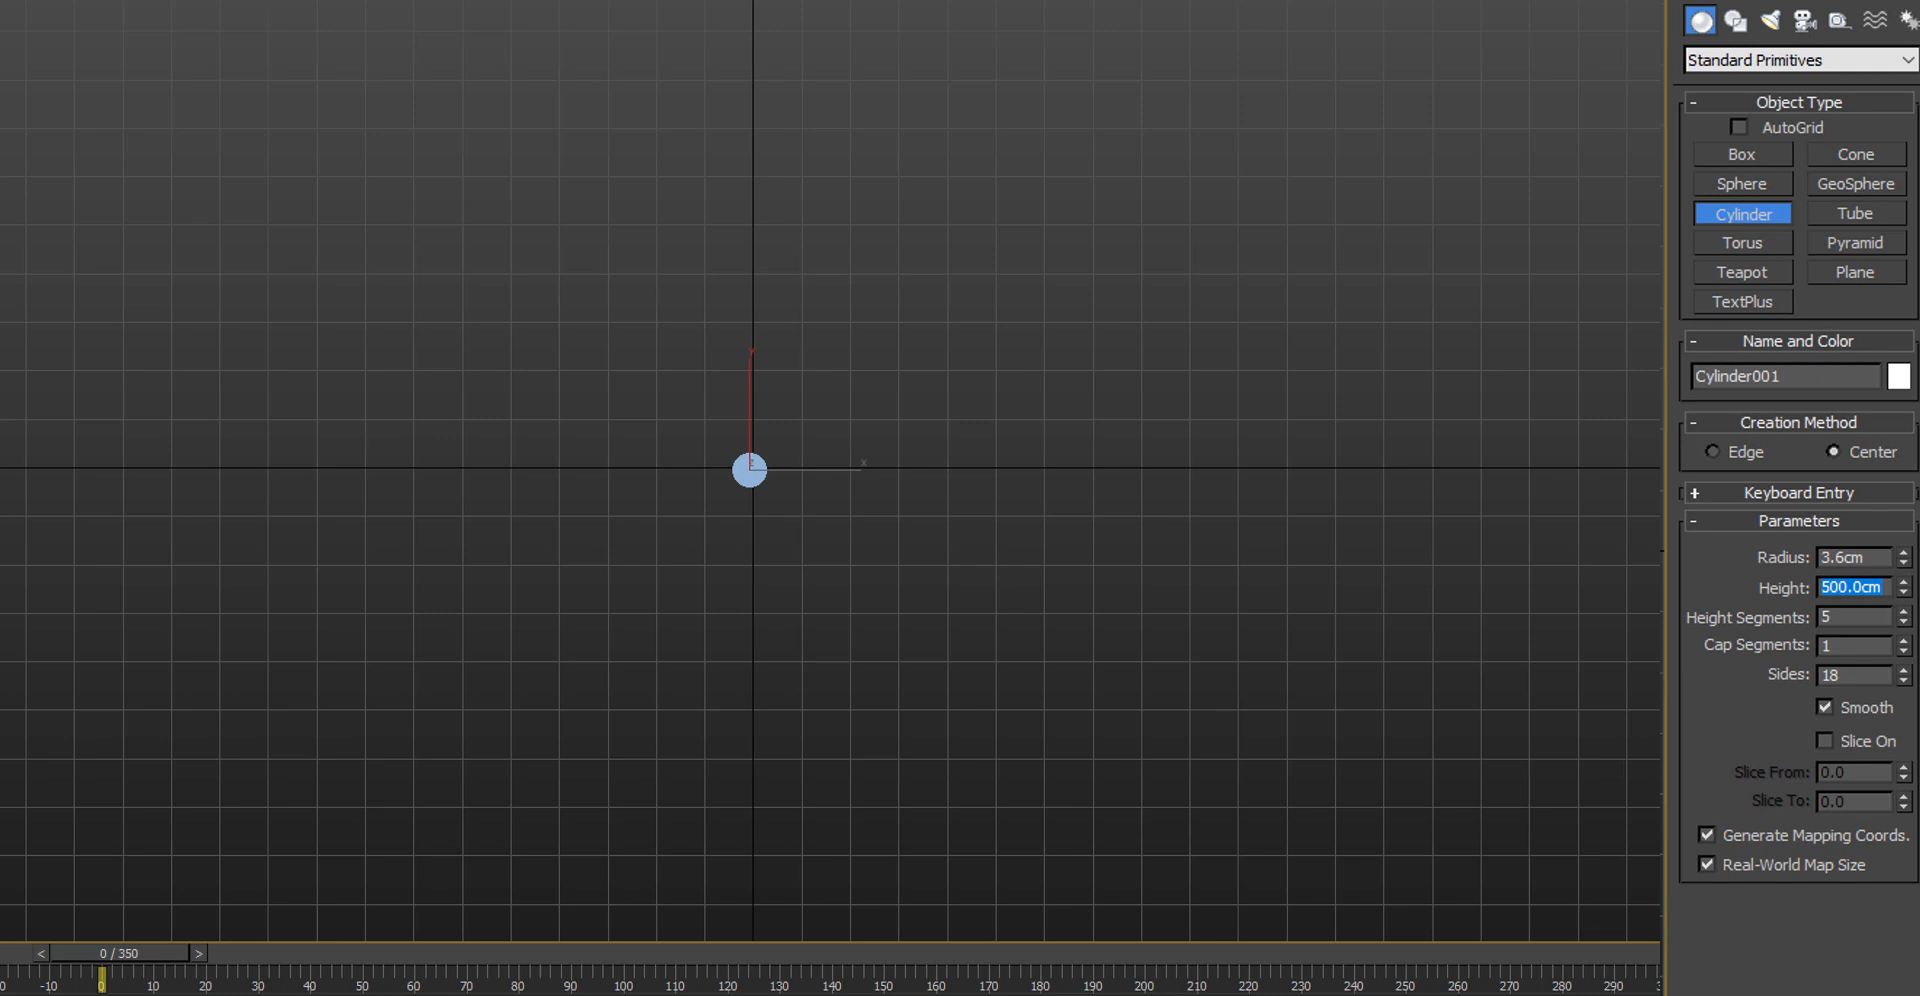 Standard Primitives
- Object Type
AutoGrid
Box Cone
Sphere GeoSphere
Cylinder Tube
Torus Pyramid
Teapot Plane
TextPlus
- Name and Color
Cylinder001
- Creation Method
Edge Center
+ Keyboard Entry
- Parameters
Radius: 3.6cm
Height: 500.0cm
Height Segments: 5
Cap Segments: 1
Sides: 18
Smooth
Slice On
Slice From: 0.0
Slice To: 0.0
Generate Mapping Coords.
Real-World Map Size
y
z x
< 0 / 350 >
0 -10 0 10 20 30 40 50 60 70 80 90 100 110 120 130 140 150 160 170 180 190 200 210 220 230 240 250 260 270 280 290